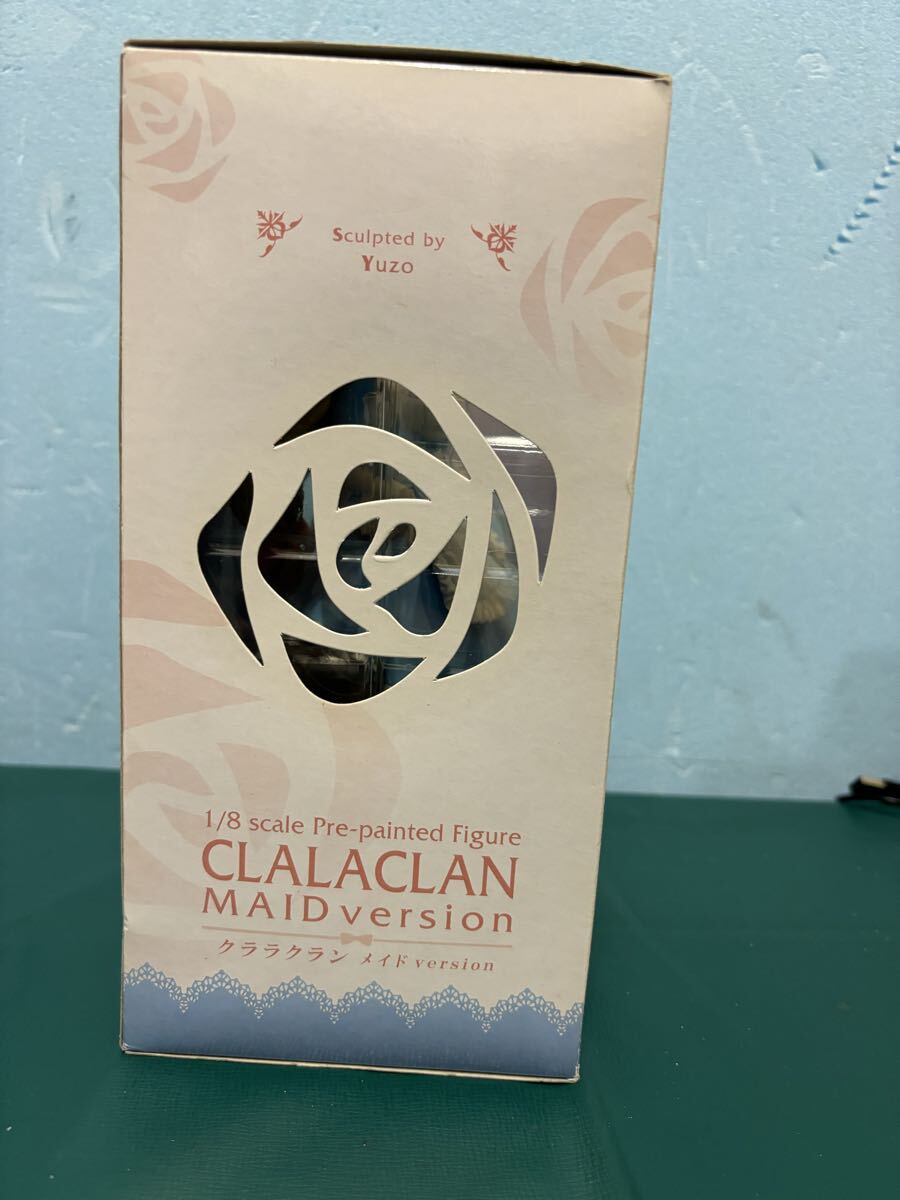 Sculpted by
Yuzo
1/8 scale Pre-painted Figure
CLALACLAN
MAID version
クララクラン メイド version